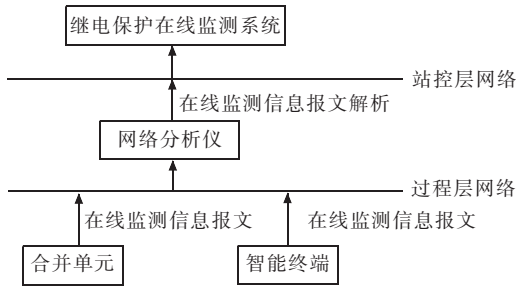 继电保护在线监测系统
站控层网络
在线监测信息报文解析
网络分析仪
过程层网络
在线监测信息报文
在线监测信息报文
合并单元
智能终端